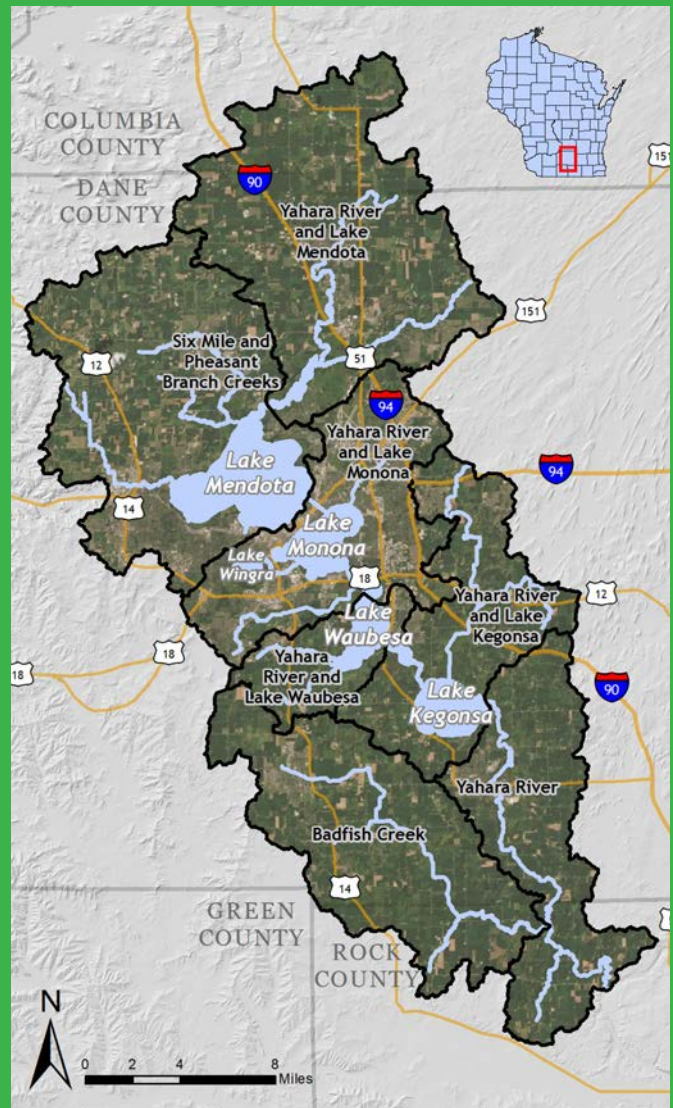 COLUMBIA
COUNTY
DANE
COUNTY
90
151
Yahara River
and Lake
Mendota
151
12
Six Mile and
Pheasant
Branch Creeks
51
94
Yahara River
and Lake
Monona
94
Lake
Mendota
14
Lake
Monona
Lake
Wingra
18
12
Yahara River
and Lake
Kegonsa
Lake
Waubesa
18
18
Yahara
River and
Lake Waubesa
Lake
Kegonsa
90
Yahara River
Badfish Creek
14
GREEN
COUNTY
ROCK
COUNTY
N
0 2 4 8
Miles